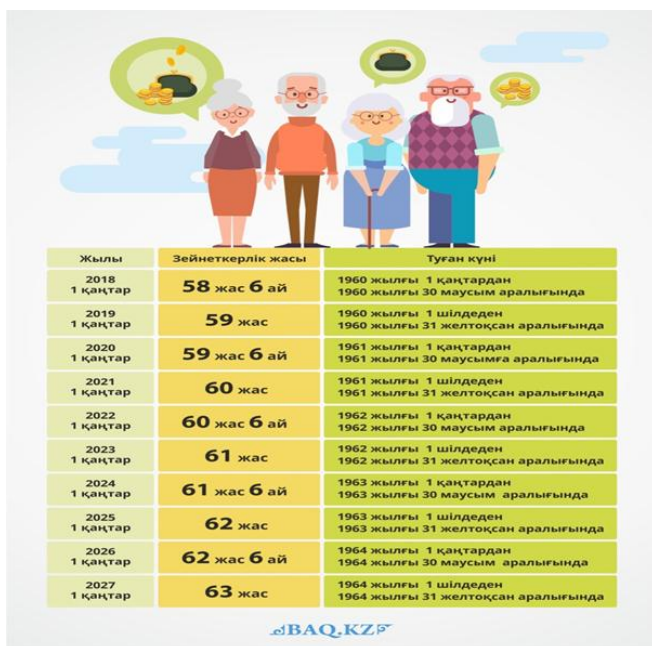 Жылы Зейнеткерлік жасы Туған күні
2018
1 қаңтар
58 жас 6 ай
1960 жылғы 1 қаңтардан
1960 жылғы 30 маусым аралығында
2019
1 қаңтар
59 жас
1960 жылғы 1 шілдеден
1960 жылғы 31 желтоқсан аралығында
2020
1 қаңтар
59 жас 6 ай
1961 жылғы 1 қаңтардан
1961 жылғы 30 маусымға аралығында
2021
1 қаңтар
60 жас
1961 жылғы 1 шілдеден
1961 жылғы 31 желтоқсан аралығында
2022
1 қаңтар
60 жас 6 ай
1962 жылғы 1 қаңтардан
1962 жылғы 30 маусым аралығында
2023
1 қаңтар
61 жас
1962 жылғы 1 шілдеден
1962 жылғы 31 желтоқсан аралығында
2024
1 қаңтар
61 жас 6 ай
1963 жылғы 1 қаңтардан
1963 жылғы 30 маусым аралығында
2025
1 қаңтар
62 жас
1963 жылғы 1 шілдеден
1963 жылғы 31 желтоқсан аралығында
2026
1 қаңтар
62 жас 6 ай
1964 жылғы 1 қаңтардан
1964 жылғы 30 маусым аралығында
2027
1 қаңтар
63 жас
1964 жылғы 1 шілдеден
1964 жылғы 31 желтоқсан аралығында
BAQ.KZ